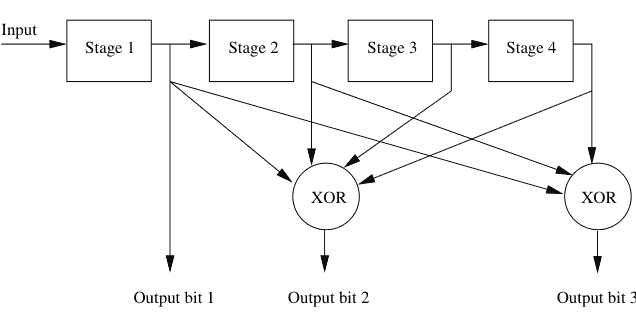 Input
Stage 1
Stage 2
Stage 3
Stage 4
XOR
XOR
Output bit 1
Output bit 2
Output bit 3